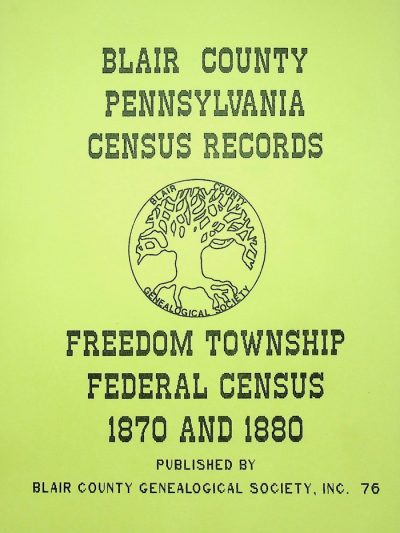 BLAIR COUNTY
PENNSYLVANIA
CENSUS RECORDS
BLAIR COUNTY
GENEALOGICAL SOCIETY
FREEDOM TOWNSHIP
FEDERAL CENSUS
1870 AND 1880
PUBLISHED BY
BLAIR COUNTY GENEALOGICAL SOCIETY, INC. 76